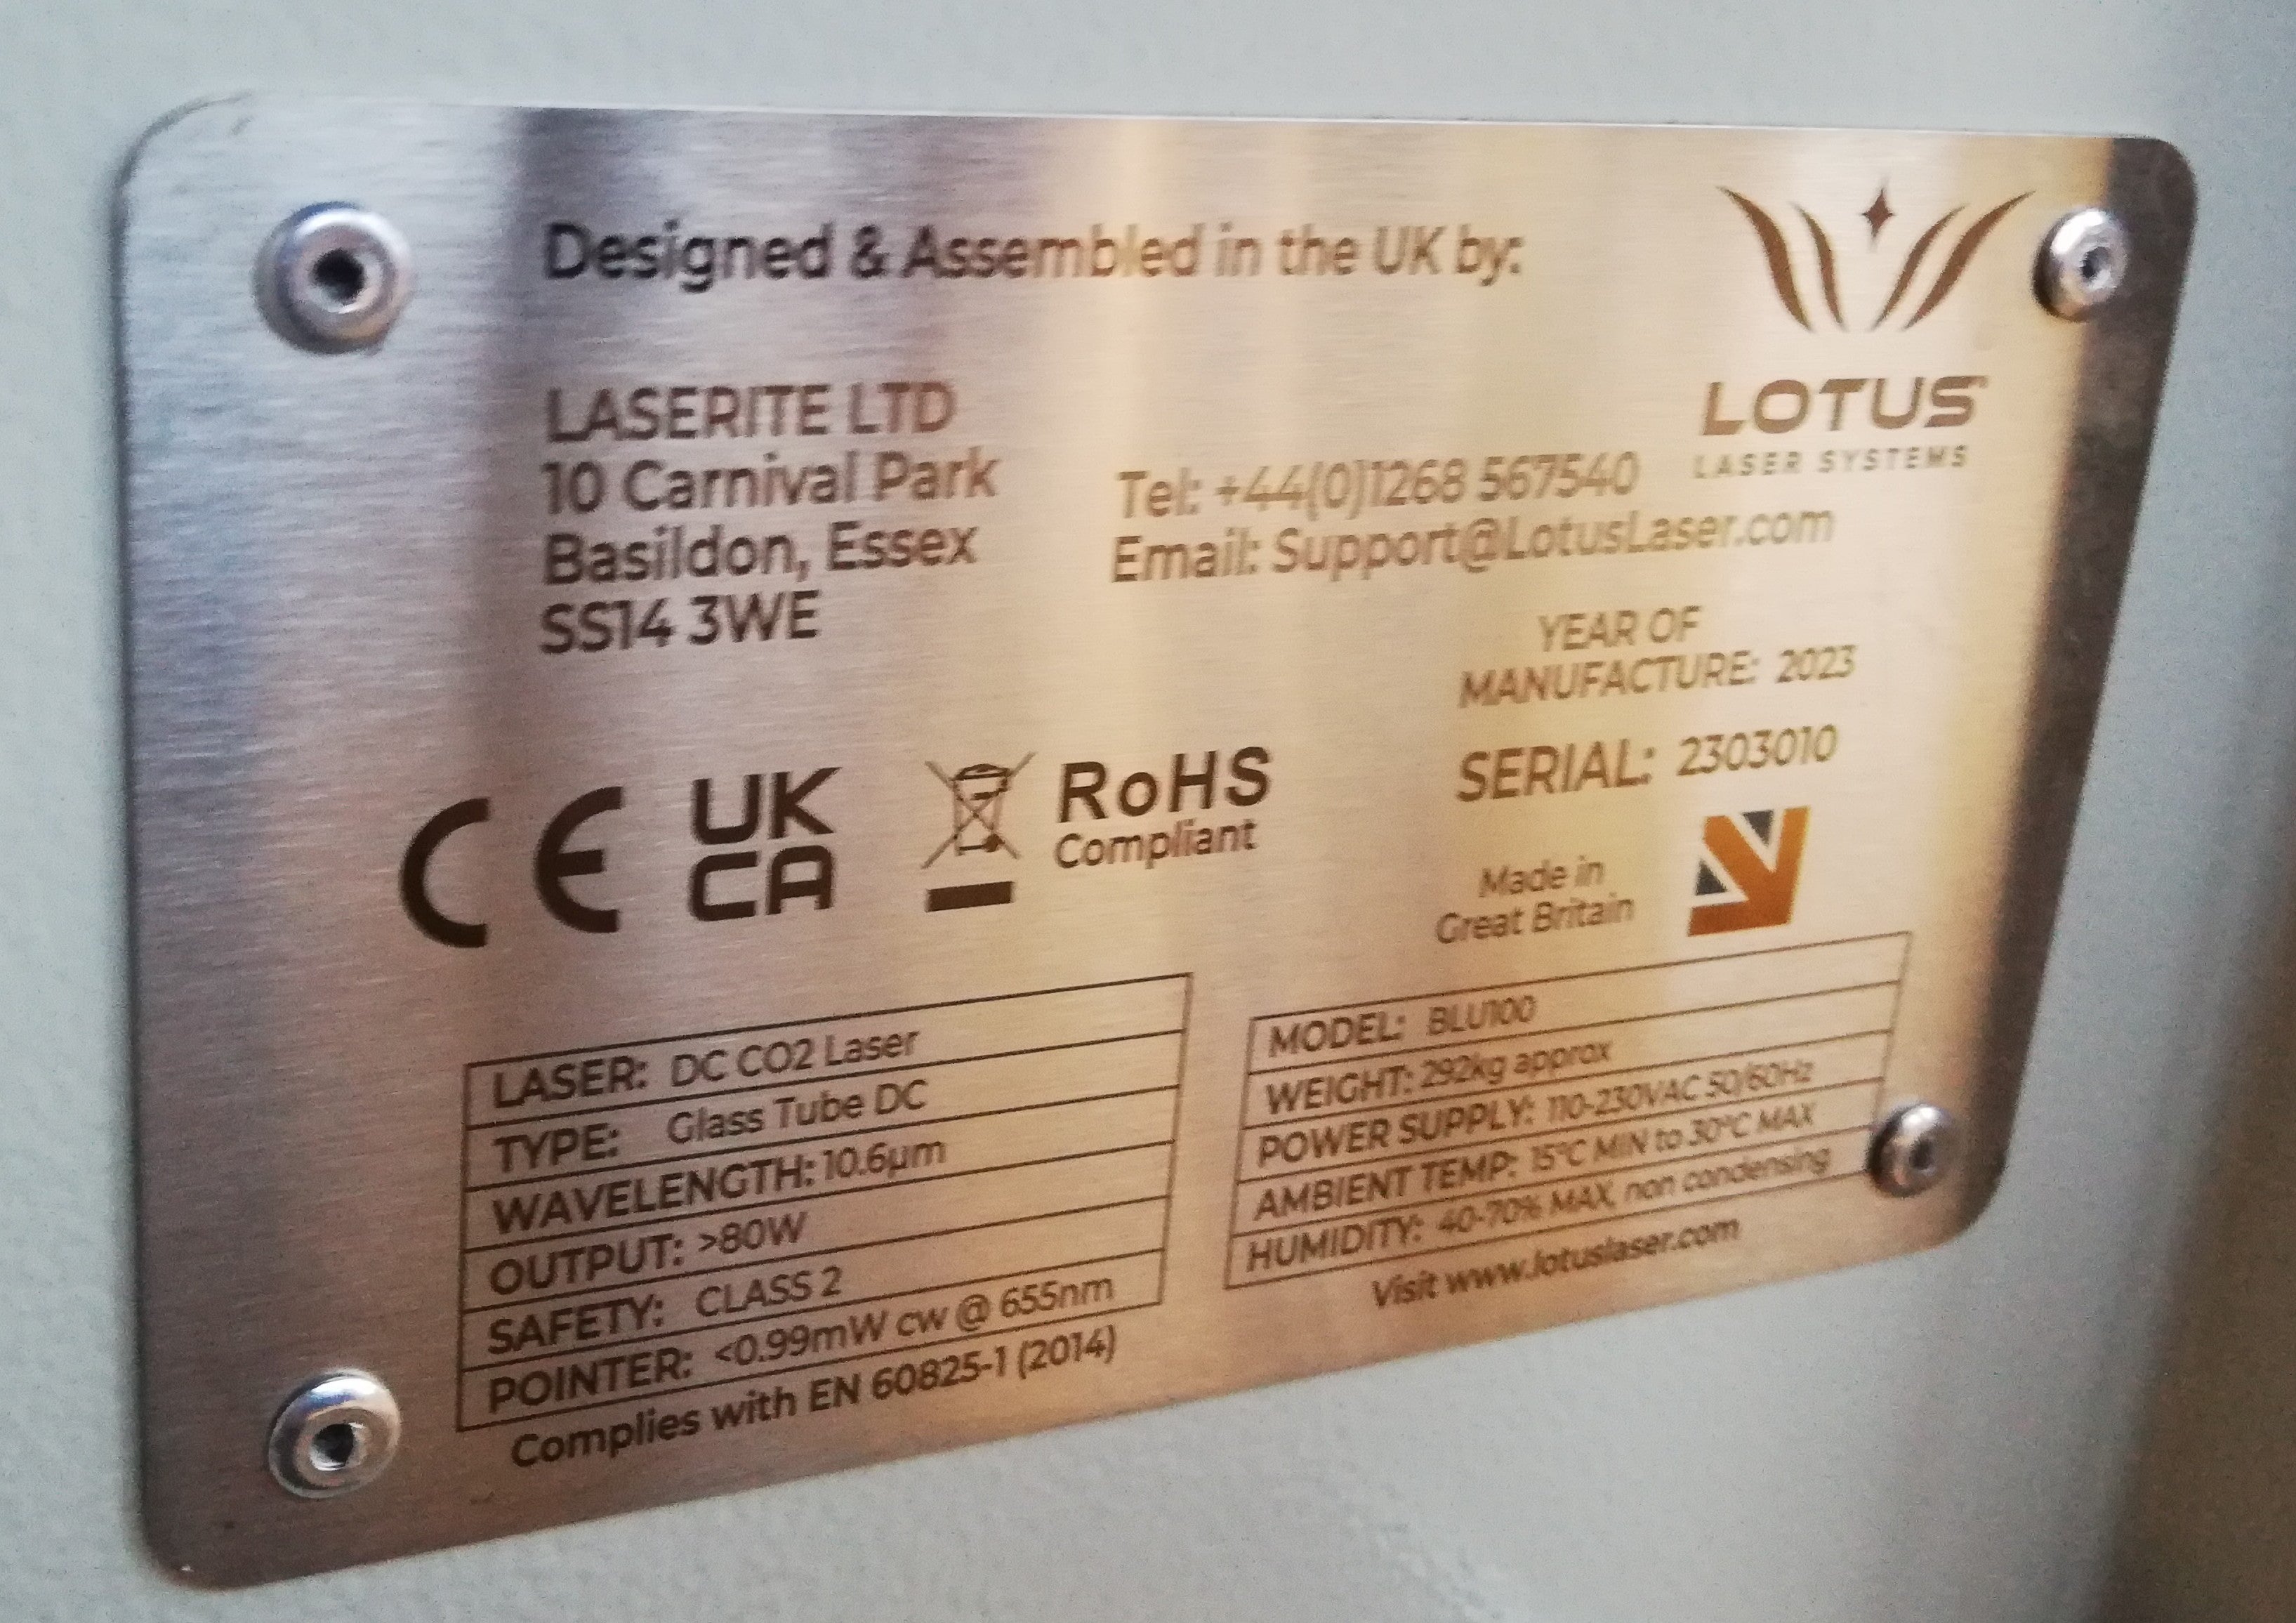 Designed & Assembled in the UK by:
LOTUS
LASER SYSTEMS
LASERITE LTD
10 Carnival Park
Basildon, Essex
SS14 3WE
Tel: +44(0)1268 567540
Email: Support@LotusLaser.com
YEAR OF
MANUFACTURE: 2023
SERIAL: 2303010
CE
UK
CA
RoHS
Compliant
Made in
Great Britain
LASER: DC CO2 Laser
TYPE: Glass Tube DC
WAVELENGTH: 10.6µm
OUTPUT: >80W
SAFETY: CLASS 2
POINTER: <0.99mW cw @ 655nm
Complies with EN 60825-1 (2014)
MODEL: BLU100
WEIGHT: 292kg approx
POWER SUPPLY: 110-230VAC 50/60Hz
AMBIENT TEMP: 15°C MIN to 30°C MAX
HUMIDITY: 40-70% MAX, non condensing
Visit www.lotuslaser.com